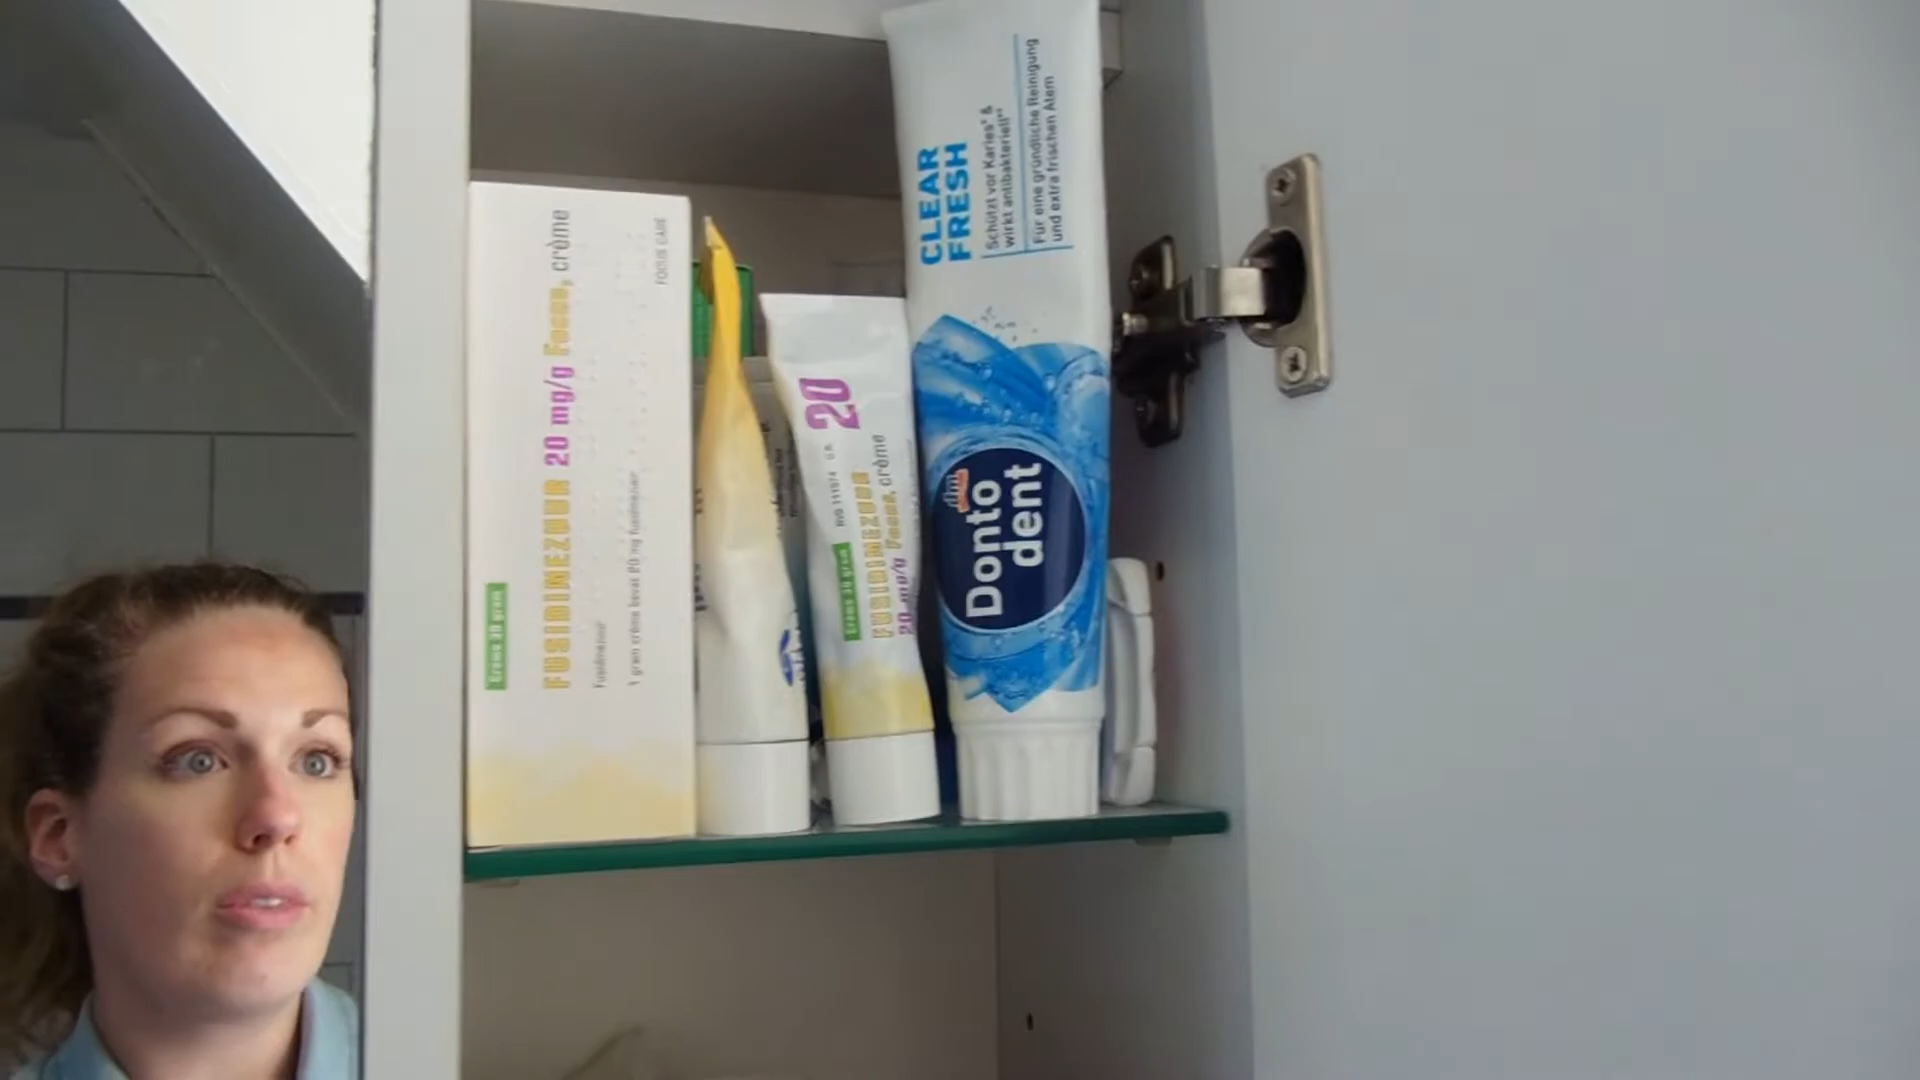 Crème 30 gram
FUSIDINEZUUR 20 mg/g Focus, crème
Fusidinezuur
1 gram crème bevat 20 mg fusidinezuur
FOCUS CARE
20
RVG 111974 U.A.
Crème 30 gram
FUSIDINEZUUR
20 mg/g Focus, crème
CLEAR
FRESH
Schützt vor Karies* &
wirkt antibakteriell**
Für eine gründliche Reinigung
und extra frischen Atem
dm
Donto
dent